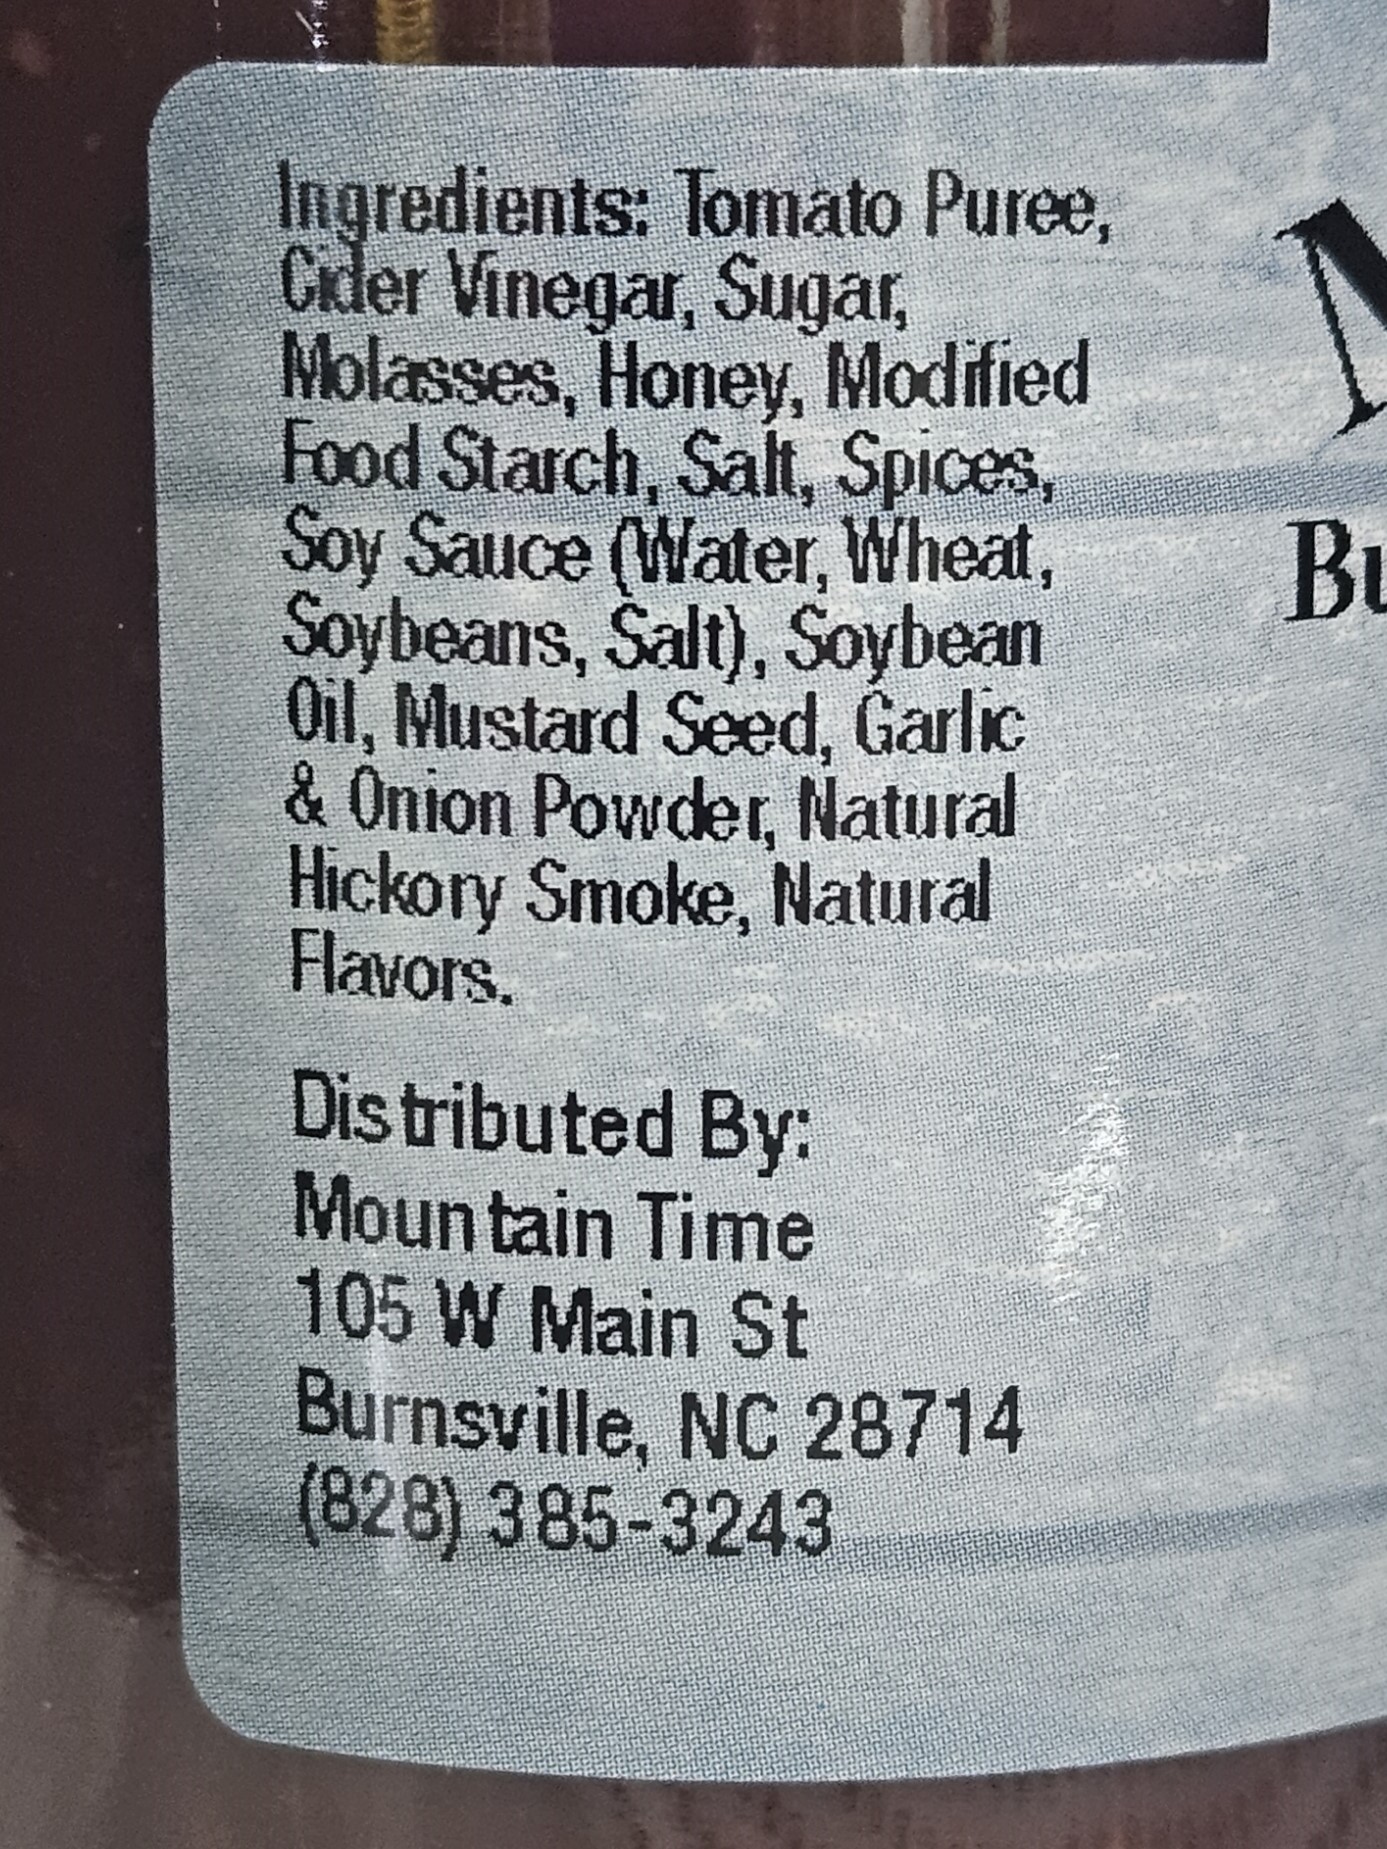 Ingredients: Tomato Puree,
Cider Vinegar, Sugar,
Molasses, Honey, Modified
Food Starch, Salt, Spices,
Soy Sauce (Water, Wheat,
Soybeans, Salt), Soybean
Oil, Mustard Seed, Garlic
& Onion Powder, Natural
Hickory Smoke, Natural
Flavors.
Distributed By:
Mountain Time
105 W Main St
Burnsville, NC 28714
(828) 385-3243